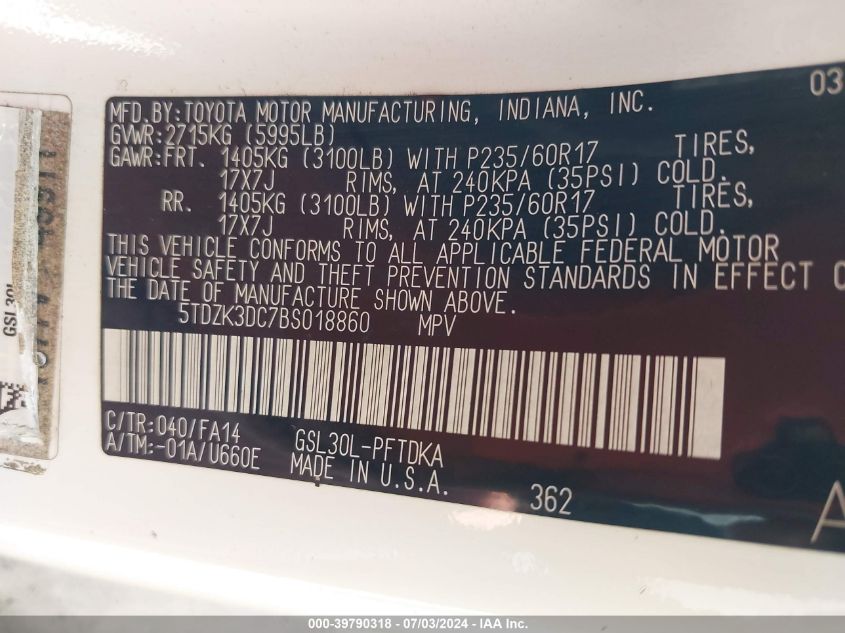 03
MFD.BY:TOYOTA MOTOR MANUFACTURING, INDIANA, INC.
GVWR:2715KG (5995LB)
GAWR:FRT. 1405KG (3100LB) WITH P235/60R17 TIRES,
17X7J RIMS, AT 240KPA (35PSI) COLD.
RR. 1405KG (3100LB) WITH P235/60R17 TIRES,
17X7J RIMS, AT 240KPA (35PSI) COLD.
THIS VEHICLE CONFORMS TO ALL APPLICABLE FEDERAL MOTOR
VEHICLE SAFETY AND THEFT PREVENTION STANDARDS IN EFFECT O
THE DATE OF MANUFACTURE SHOWN ABOVE.
5TDZK3DC7BS018860 MPV
C/TR:040/FA14
A/TM:-01A/U660E
GSL30L-PFTDKA
MADE IN U.S.A.
362
A
GSL30L
000-39790318 - 07/03/2024 - IAA Inc.